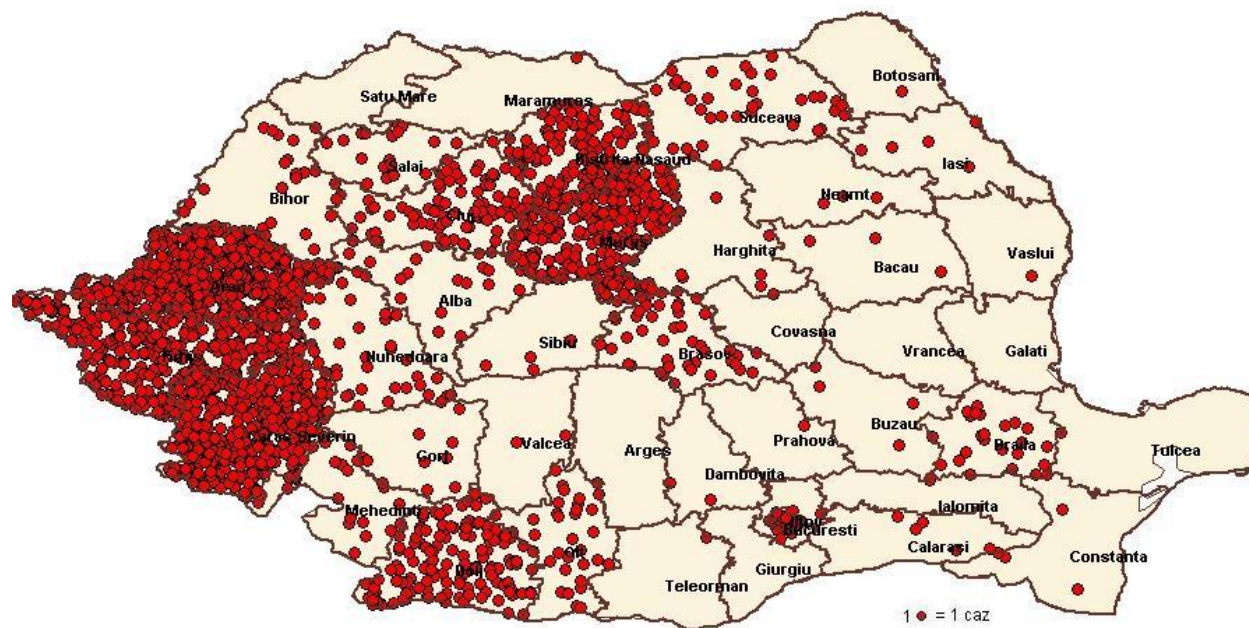 Botosani
Satu Mare
Maramures
Suceava
Salaj
Bistrita Nasaud
Iasi
Bihor
Neamt
Cluj
Mures
Harghita
Vaslui
Bacau
Arad
Alba
Covasna
Sibiu
Brasov
Vrancea
Galati
Nuhedoara
Caras Severin
Gorj
Valcea
Arges
Prahova
Buzau
Braila
Tulcea
Dambovita
Mehedinti
Ialomita
Bucuresti
Calarasi
Constanta
Dolj
Giurgiu
Teleorman
1 = 1 caz